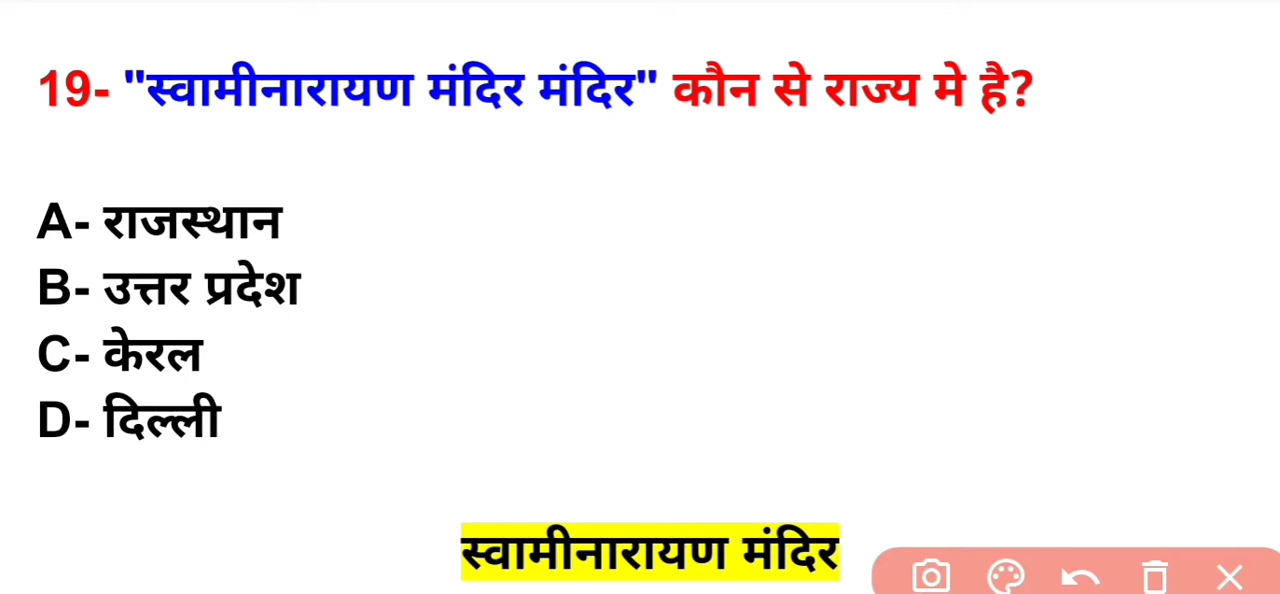 19- "स्वामीनारायण मंदिर मंदिर" कौन से राज्य मे है?
A- राजस्थान
B- उत्तर प्रदेश
C- केरल
D- दिल्ली
स्वामीनारायण मंदिर